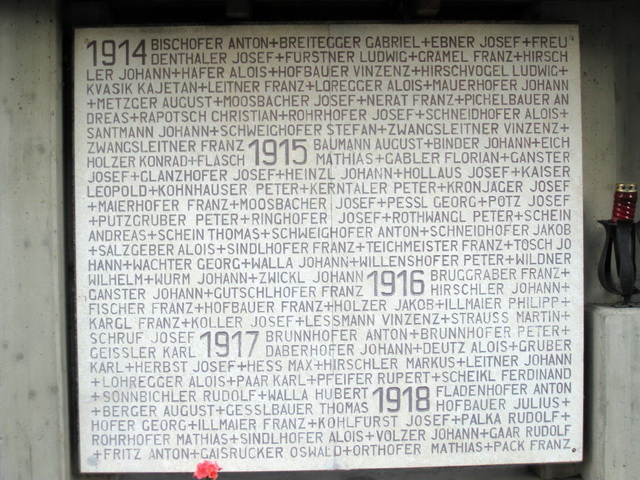 1914 BISCHOFER ANTON+BREITEGGER GABRIEL+EBNER JOSEF+FREU
DENTHALER JOSEF+FURSTNER LUDWIG+GRAMEL FRANZ+HIRSCH
LER JOHANN+HAFER ALOIS+HOFBAUER VINZENZ+HIRSCHVOGEL LUDWIG+
KVASIK KAJETAN+LEITNER FRANZ+LOREGGER ALOIS+MAUERHOFER JOHANN
+METZGER AUGUST+MOOSBACHER JOSEF+NERAT FRANZ+PICHELBAUER AN
DREAS+RAPOTSCH CHRISTIAN+ROHRHOFER JOSEF+SCHNEIDHOFER ALOIS+
SANTMANN JOHANN+SCHWEIGHOFER STEFAN+ZWANGSLEITNER VINZENZ+
ZWANGSLEITNER FRANZ 1915 BAUMANN AUGUST+BINDER JOHANN+EICH
HOLZER KONRAD+FLASCH MATHIAS+GABLER FLORIAN+GANSTER
JOSEF+GLANZHOFER JOSEF+HEINZL JOHANN+HOLLAUS JOSEF+KAISER
LEOPOLD+KOHNHAUSER PETER+KERNTALER PETER+KRONJÄGER JOSEF
+MAIERHOFER FRANZ+MOOSBACHER JOSEF+PESSL GEORG+PÖTZ JOSEF
+PUTZGRUBER PETER+RINGHOFER JOSEF+ROTHWANGL PETER+SCHEIN
ANDREAS+SCHEIN THOMAS+SCHWEIGHOFER ANTON+SCHNEIDHOFER JAKOB
+SALZGEBER ALOIS+SINDLHOFER FRANZ+TEICHMEISTER FRANZ+TÖSCH JO
HANN+WACHTER GEORG+WALLA JOHANN+WILLENSHOFER PETER+WILDNER
WILHELM+WURM JOHANN+ZWICKL JOHANN 1916 BRUGGRABER FRANZ+
GANSTER JOHANN+GUTSCHLHOFER FRANZ HIRSCHLER JOHANN+
FISCHER FRANZ+HOFBAUER FRANZ+HOLZER JAKOB+ILLMAIER PHILIPP+
KARGL FRANZ+KOLLER JOSEF+LESSMANN VINZENZ+STRAUSS MARTIN+
SCHRUF JOSEF 1917 BRUNNHOFER ANTON+BRUNNHOFER PETER+
GEISSLER KARL DABERHOFER JOHANN+DEUTZ ALOIS+GRUBER
KARL+HERBST JOSEF+HESS MAX+HIRSCHLER MARKUS+LEITNER JOHANN
+LOHREGGER ALOIS+PAAR KARL+PFEIFER RUPERT+SCHEIKL FERDINAND
+SONNBICHLER RUDOLF+WALLA HUBERT 1918 FLADENHOFER ANTON
+BERGER AUGUST+GESSLBAUER THOMAS HOFBAUER JULIUS+
HOFER GEORG+ILLMAIER FRANZ+KOHLFURST JOSEF+PALKA RUDOLF+
ROHRHOFER MATHIAS+SINDLHOFER ALOIS+VOLZER JOHANN+GAAR RUDOLF
+FRITZ ANTON+GAISRUCKER OSWALD+ORTHOFER MATHIAS+PACK FRANZ